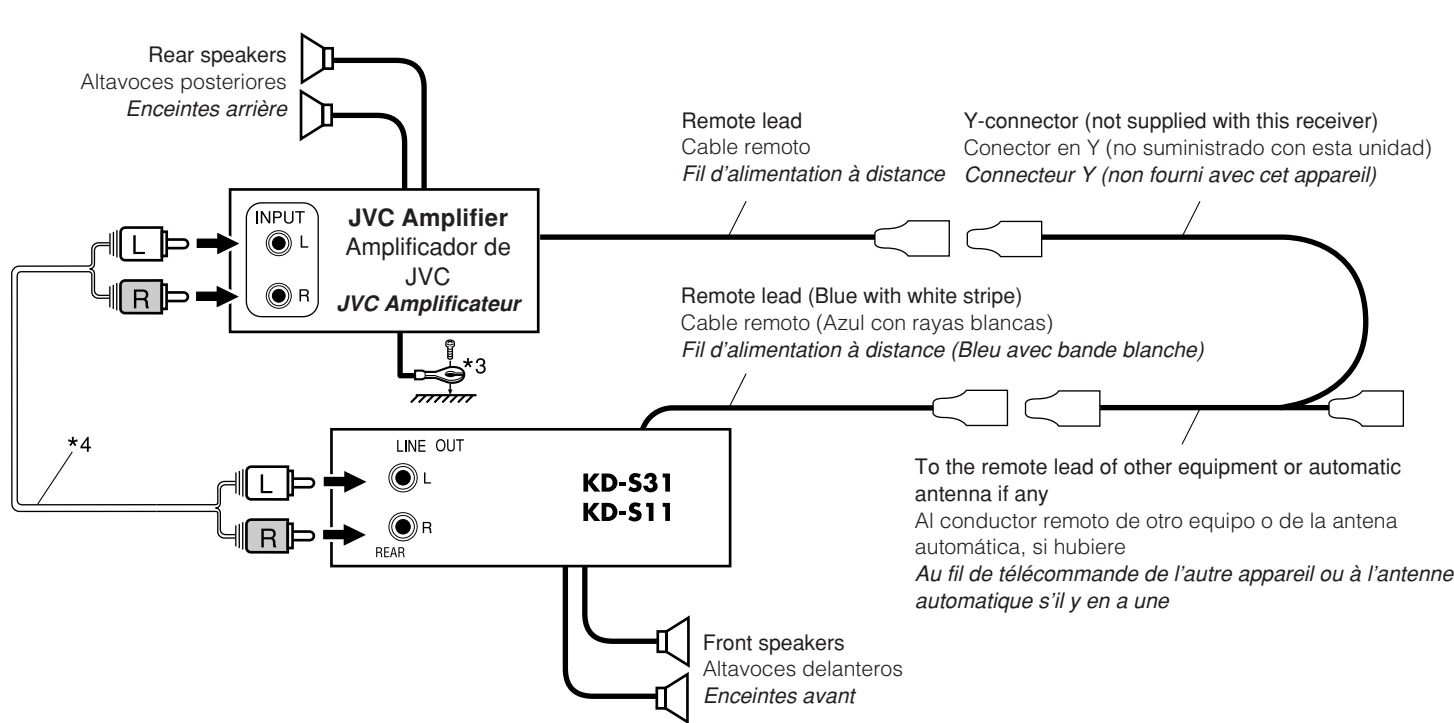 Rear speakers
Altavoces posteriores
Enceintes arrière
Remote lead
Cable remoto
Fil d'alimentation à distance
Y-connector (not supplied with this receiver)
Conector en Y (no suministrado con esta unidad)
Connecteur Y (non fourni avec cet appareil)
INPUT
L
R
JVC Amplifier
Amplificador de
JVC
JVC Amplificateur
L
R
*3
Remote lead (Blue with white stripe)
Cable remoto (Azul con rayas blancas)
Fil d'alimentation à distance (Bleu avec bande blanche)
*4
LINE OUT
L
R
REAR
L
R
KD-S31
KD-S11
To the remote lead of other equipment or automatic
antenna if any
Al conductor remoto de otro equipo o de la antena
automática, si hubiere
Au fil de télécommande de l'autre appareil ou à l'antenne
automatique s'il y en a une
Front speakers
Altavoces delanteros
Enceintes avant